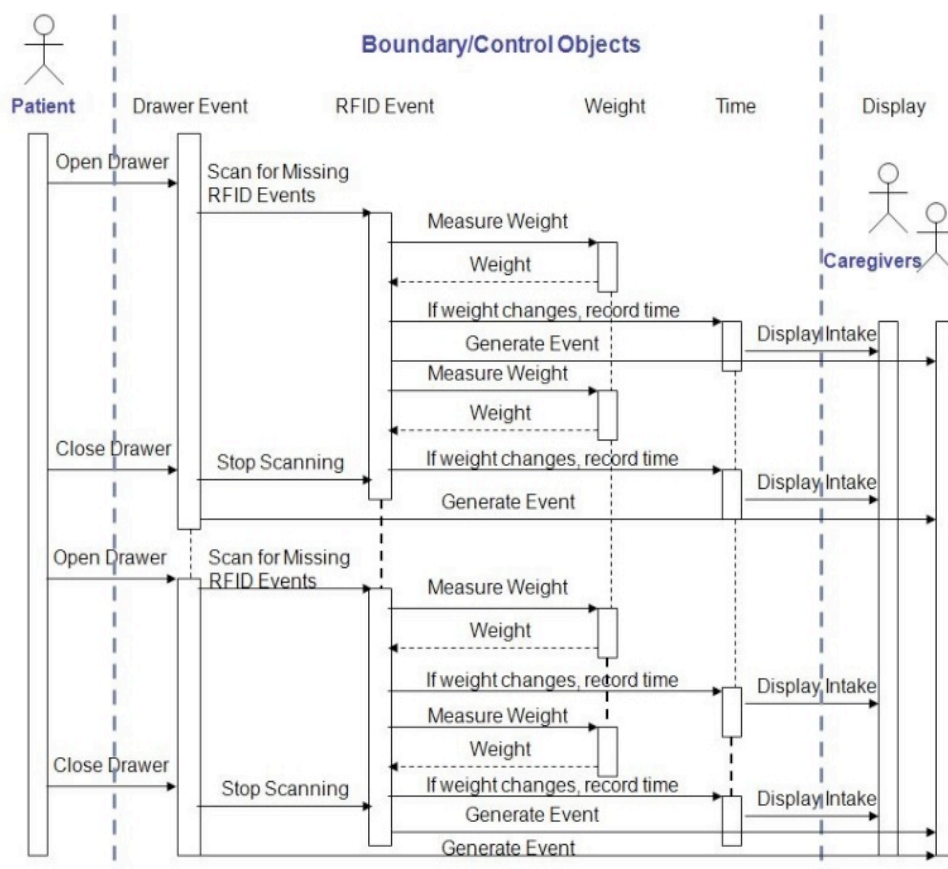 Boundary/Control Objects
Patient
Drawer Event
RFID Event
Weight
Time
Display
Open Drawer
Scan for Missing
RFID Events
Measure Weight
Weight
Caregivers
If weight changes, record time
Display Intake
Generate Event
Measure Weight
Weight
Close Drawer
Stop Scanning
If weight changes, record time
Display Intake
Generate Event
Open Drawer
Scan for Missing
RFID Events
Measure Weight
Weight
If weight changes, record time
Display Intake
Measure Weight
Weight
Close Drawer
Stop Scanning
If weight changes, record time
Display Intake
Generate Event
Generate Event